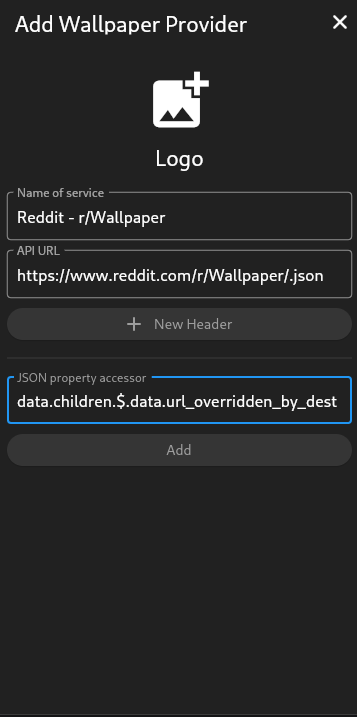 Add Wallpaper Provider
Logo
Name of service
Reddit - r/Wallpaper
API URL
https://www.reddit.com/r/Wallpaper/.json
New Header
JSON property accessor
data.children.$.data.url_overridden_by_dest
Add